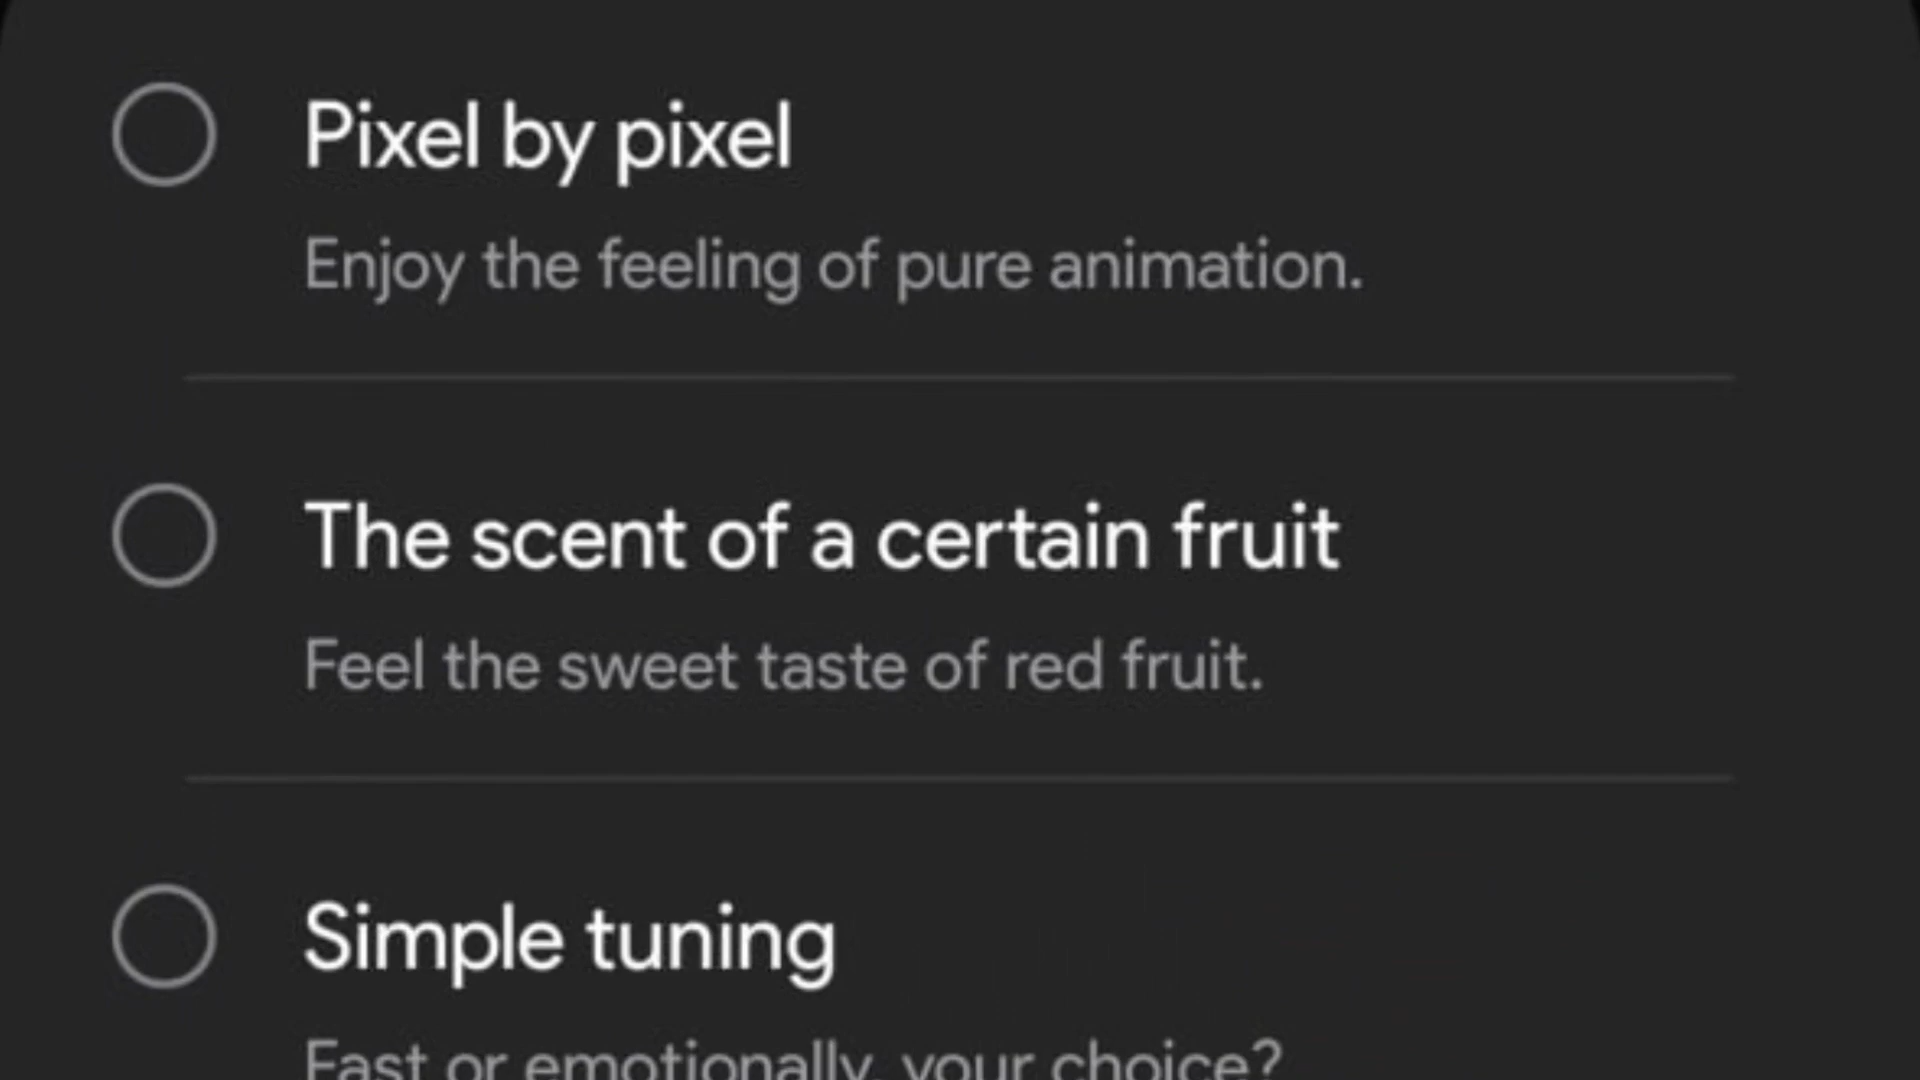 Pixel by pixel
Enjoy the feeling of pure animation.
The scent of a certain fruit
Feel the sweet taste of red fruit.
Simple tuning
Fast or emotionally, your choice?